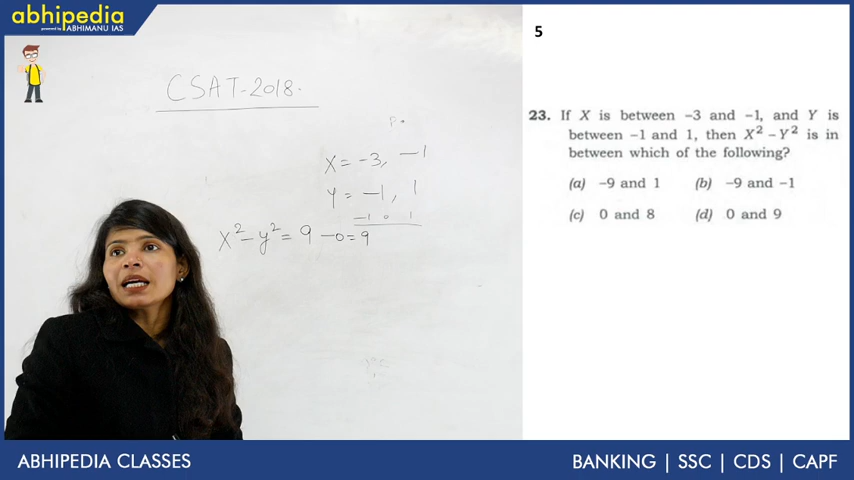 abhipedia
powered by ABHIMANU IAS
CSAT-2018.
X = -3, -1
Y = -1, 1
-1 0 1
X² - y² = 9 - 0 = 9
5
23. If X is between -3 and -1, and Y is
between -1 and 1, then X² - Y² is in
between which of the following?
(a) -9 and 1 (b) -9 and -1
(c) 0 and 8 (d) 0 and 9
ABHIPEDIA CLASSES
BANKING | SSC | CDS | CAPF